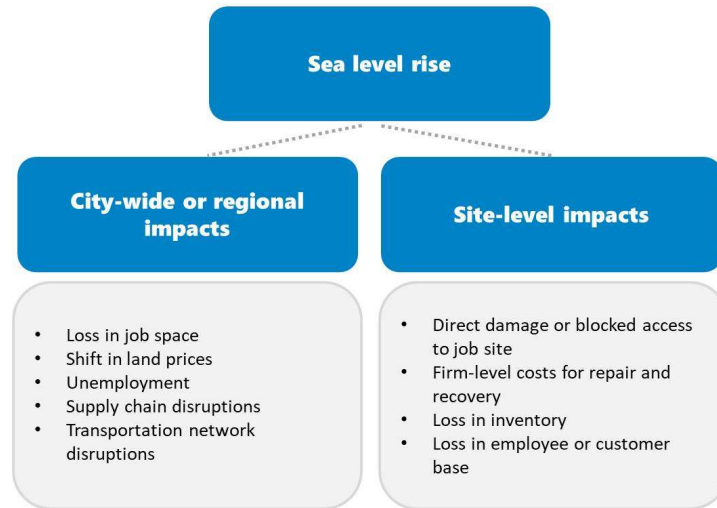 Sea level rise
City-wide or regional
impacts
• Loss in job space
• Shift in land prices
• Unemployment
• Supply chain disruptions
• Transportation network
disruptions
Site-level impacts
• Direct damage or blocked access
to job site
• Firm-level costs for repair and
recovery
• Loss in inventory
• Loss in employee or customer
base